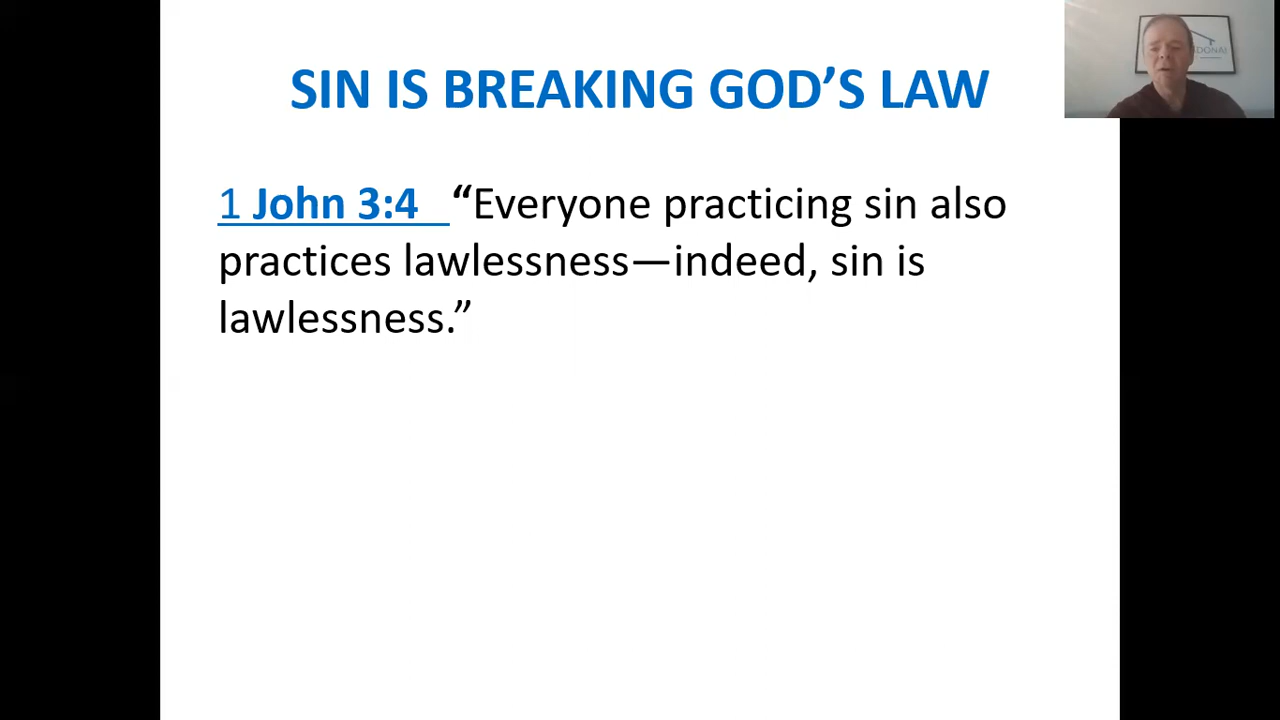 SIN IS BREAKING GOD’S LAW
1 John 3:4 “Everyone practicing sin also
practices lawlessness—indeed, sin is
lawlessness.”